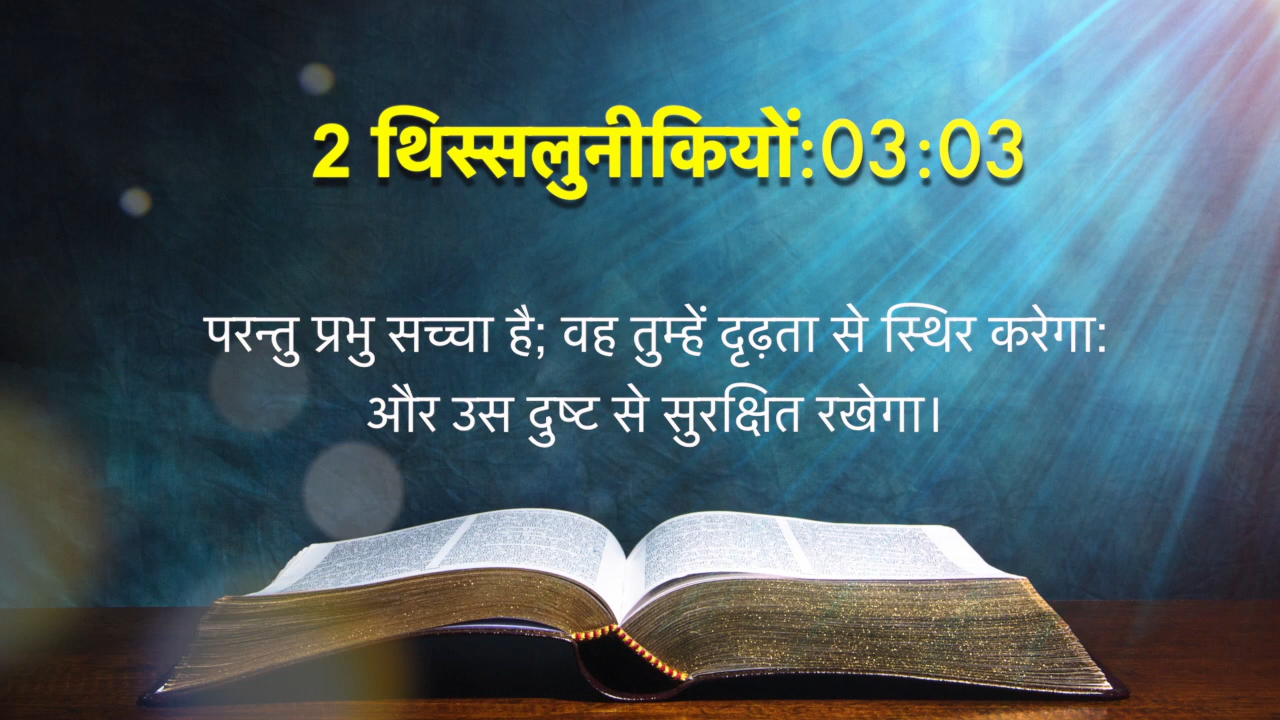 2 थिस्सलुनीकियों:03:03
परन्तु प्रभु सच्चा है; वह तुम्हें दृढ़ता से स्थिर करेगा:
और उस दुष्ट से सुरक्षित रखेगा।